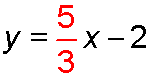 y = 5/3 x − 2